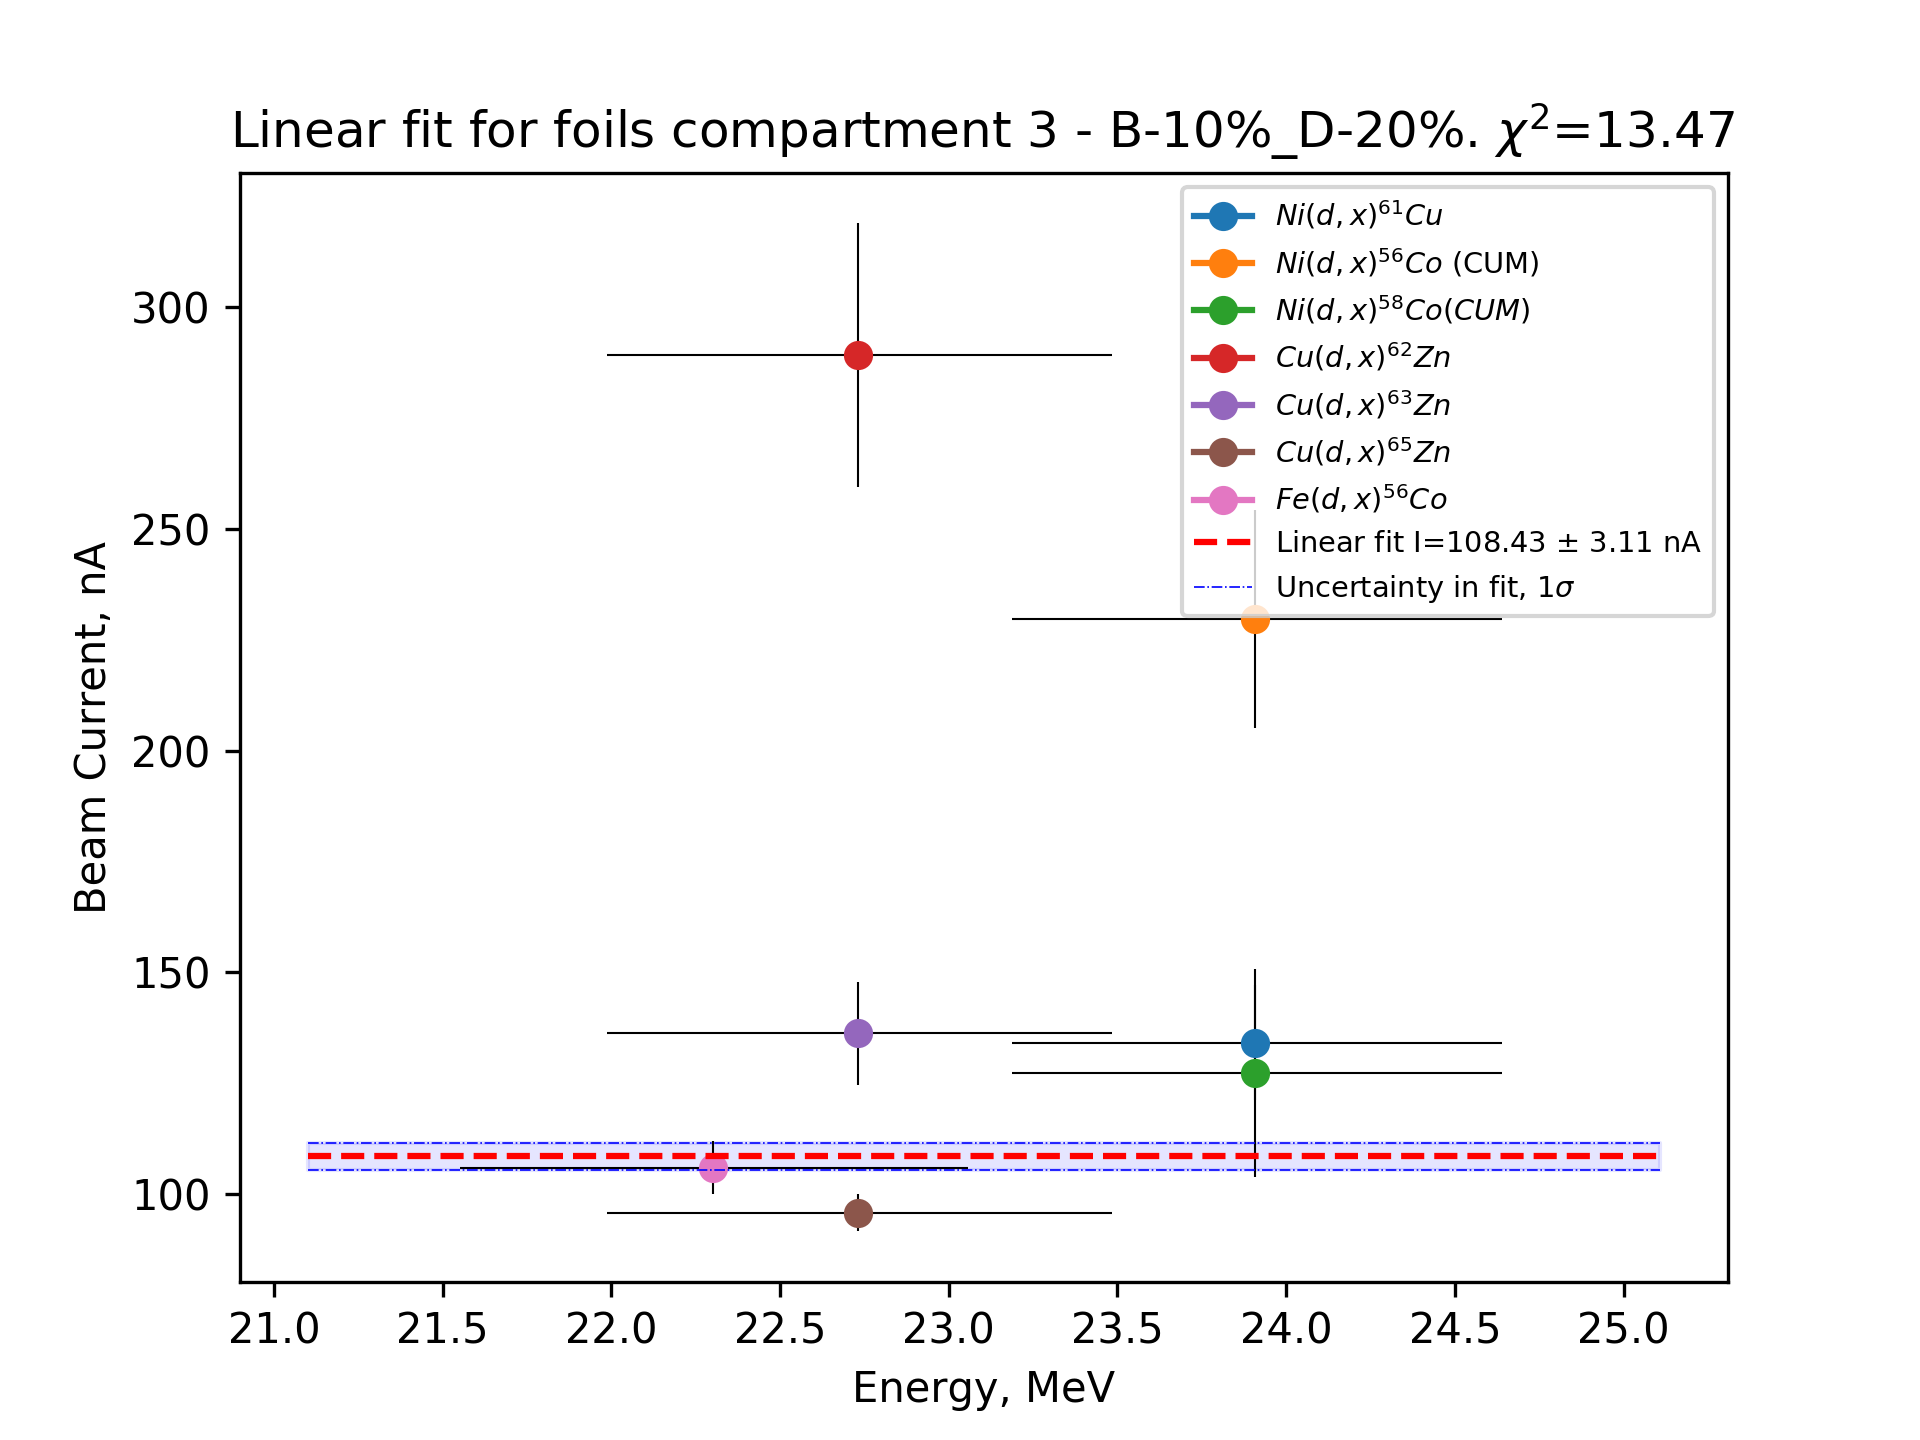 Linear fit for foils compartment 3 - B-10%_D-20%. χ²=13.47
Ni(d, x)⁶¹Cu
Ni(d, x)⁵⁶Co (CUM)
Ni(d, x)⁵⁸Co(CUM)
Cu(d, x)⁶²Zn
Cu(d, x)⁶³Zn
Cu(d, x)⁶⁵Zn
Fe(d, x)⁵⁶Co
Linear fit I=108.43 ± 3.11 nA
Uncertainty in fit, 1σ
Beam Current, nA
300
250
200
150
100
21.0 21.5 22.0 22.5 23.0 23.5 24.0 24.5 25.0
Energy, MeV